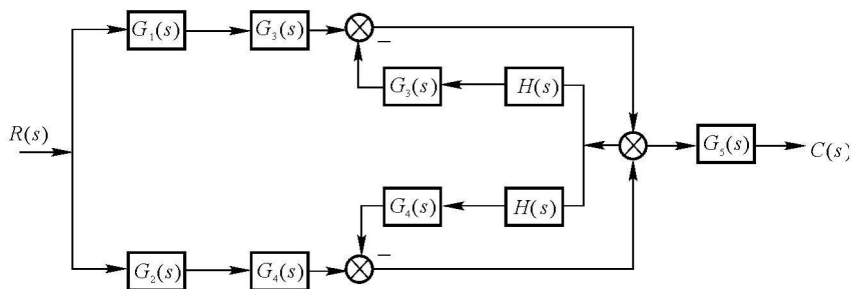 G₁(s) G₃(s)
−
G₃(s) H(s)
R(s)
G₅(s) C(s)
G₄(s) H(s)
−
G₂(s) G₄(s)